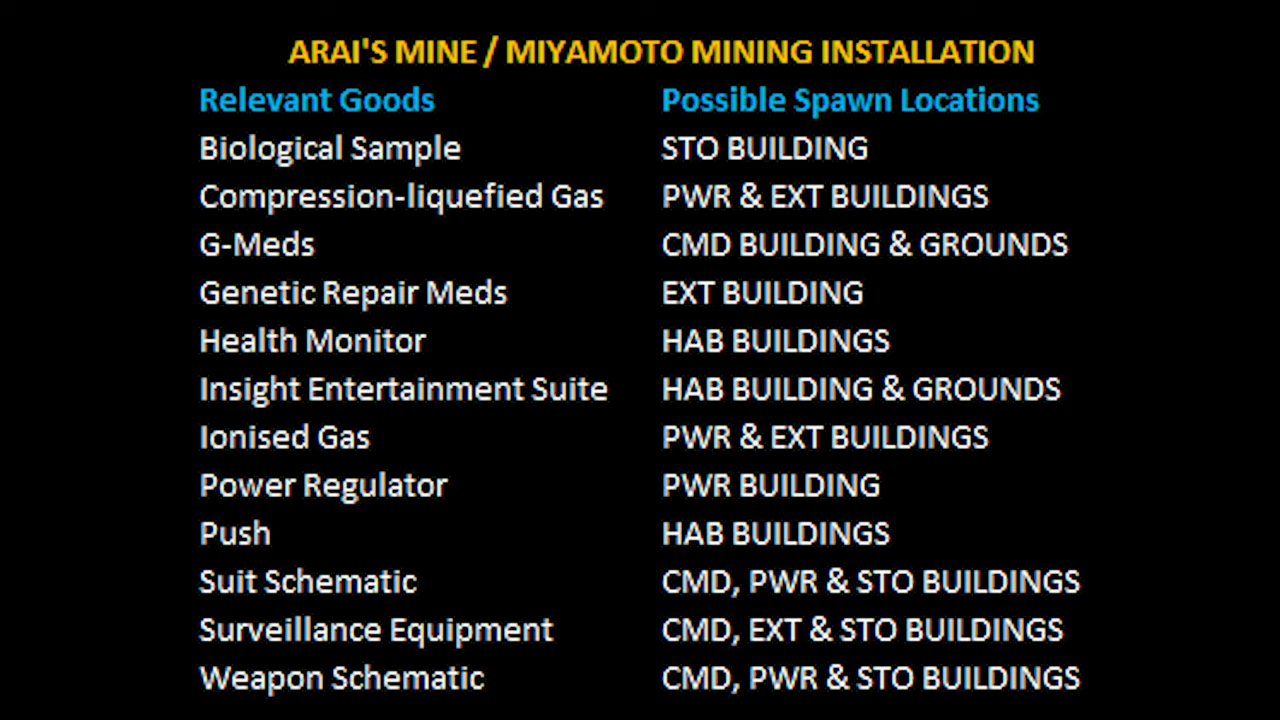 ARAI'S MINE / MIYAMOTO MINING INSTALLATION
Relevant Goods Possible Spawn Locations
Biological Sample STO BUILDING
Compression-liquefied Gas PWR & EXT BUILDINGS
G-Meds CMD BUILDING & GROUNDS
Genetic Repair Meds EXT BUILDING
Health Monitor HAB BUILDINGS
Insight Entertainment Suite HAB BUILDING & GROUNDS
Ionised Gas PWR & EXT BUILDINGS
Power Regulator PWR BUILDING
Push HAB BUILDINGS
Suit Schematic CMD, PWR & STO BUILDINGS
Surveillance Equipment CMD, EXT & STO BUILDINGS
Weapon Schematic CMD, PWR & STO BUILDINGS